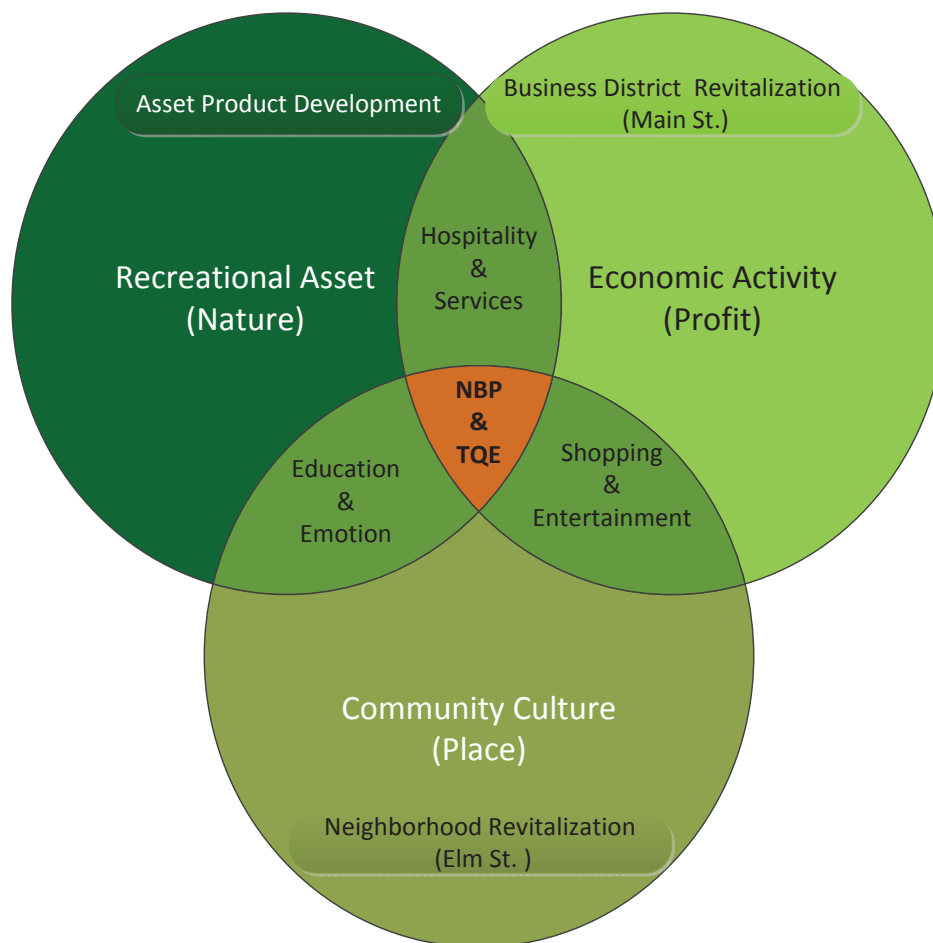 Asset Product Development
Business District Revitalization
(Main St.)
Hospitality
&
Services
Recreational Asset
(Nature)
Economic Activity
(Profit)
NBP
&
TQE
Education
&
Emotion
Shopping
&
Entertainment
Community Culture
(Place)
Neighborhood Revitalization
(Elm St. )